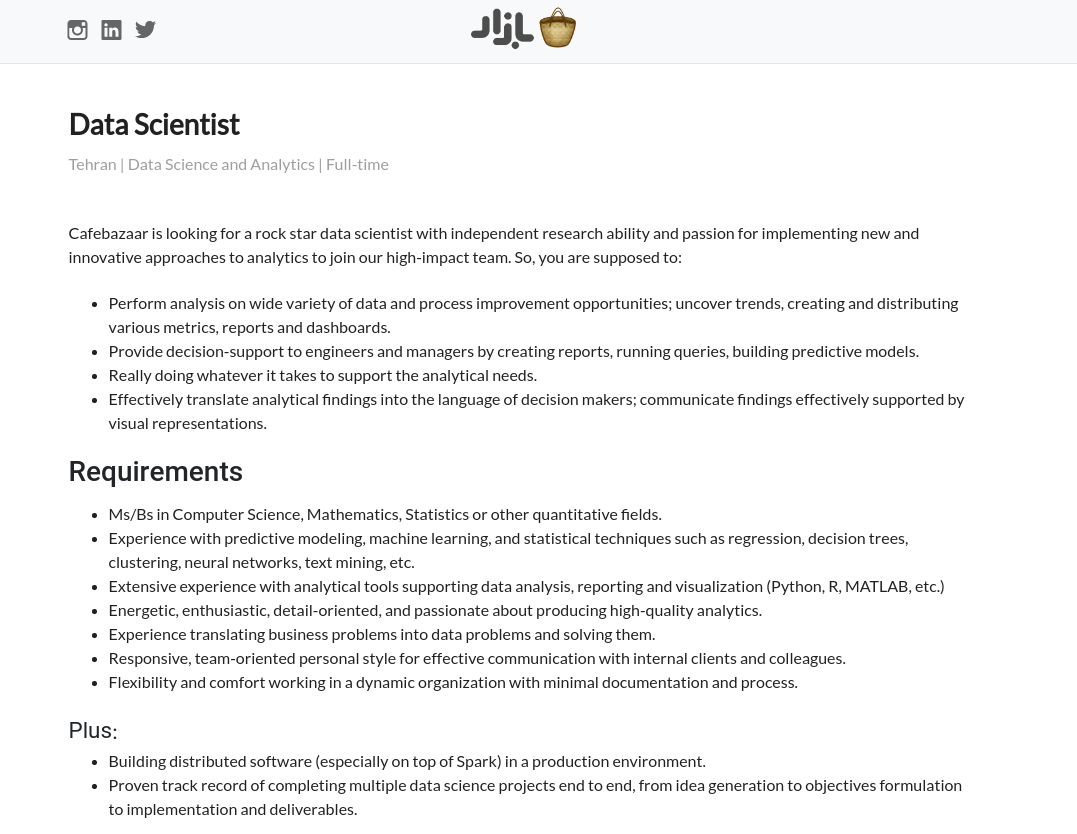 بازار
Data Scientist
Tehran | Data Science and Analytics | Full-time
Cafebazaar is looking for a rock star data scientist with independent research ability and passion for implementing new and
innovative approaches to analytics to join our high-impact team. So, you are supposed to:
• Perform analysis on wide variety of data and process improvement opportunities; uncover trends, creating and distributing
various metrics, reports and dashboards.
• Provide decision-support to engineers and managers by creating reports, running queries, building predictive models.
• Really doing whatever it takes to support the analytical needs.
• Effectively translate analytical findings into the language of decision makers; communicate findings effectively supported by
visual representations.
Requirements
• Ms/Bs in Computer Science, Mathematics, Statistics or other quantitative fields.
• Experience with predictive modeling, machine learning, and statistical techniques such as regression, decision trees,
clustering, neural networks, text mining, etc.
• Extensive experience with analytical tools supporting data analysis, reporting and visualization (Python, R, MATLAB, etc.)
• Energetic, enthusiastic, detail-oriented, and passionate about producing high-quality analytics.
• Experience translating business problems into data problems and solving them.
• Responsive, team-oriented personal style for effective communication with internal clients and colleagues.
• Flexibility and comfort working in a dynamic organization with minimal documentation and process.
Plus:
• Building distributed software (especially on top of Spark) in a production environment.
• Proven track record of completing multiple data science projects end to end, from idea generation to objectives formulation
to implementation and deliverables.